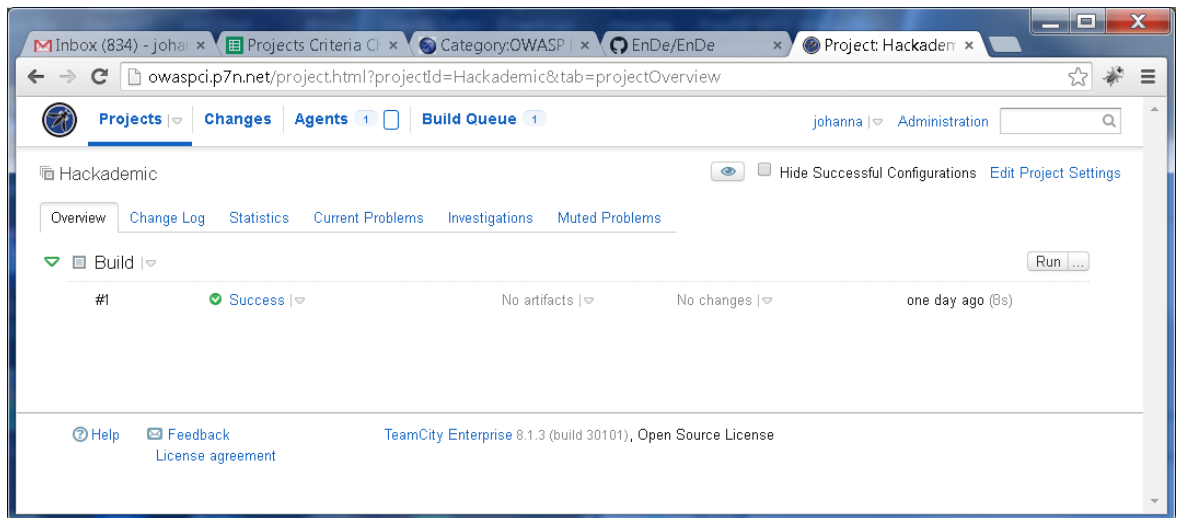 Inbox (834) - joha
Projects Criteria Ch
Category:OWASP
EnDe/EnDe
Project: Hackadem
owaspci.p7n.net/project.html?projectId=Hackademic&tab=projectOverview
Projects Changes Agents 1 Build Queue 1 johanna Administration
Hackademic Hide Successful Configurations Edit Project Settings
Overview Change Log Statistics Current Problems Investigations Muted Problems
Build Run ...
#1 Success No artifacts No changes one day ago (8s)
Help Feedback TeamCity Enterprise 8.1.3 (build 30101), Open Source License
License agreement